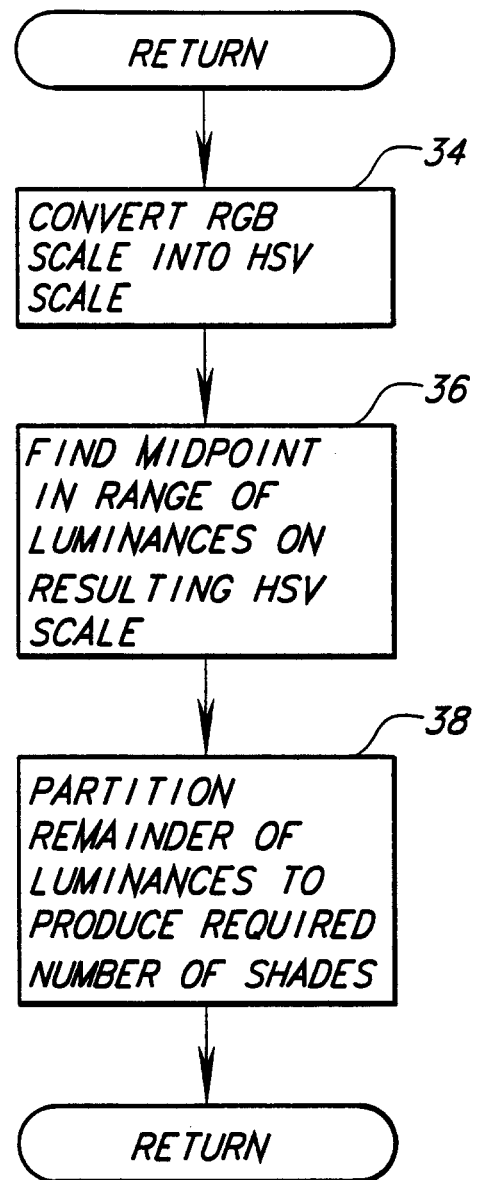 RETURN
34
CONVERT RGB
SCALE INTO HSV
SCALE
36
FIND MIDPOINT
IN RANGE OF
LUMINANCES ON
RESULTING HSV
SCALE
38
PARTITION
REMAINDER OF
LUMINANCES TO
PRODUCE REQUIRED
NUMBER OF SHADES
RETURN